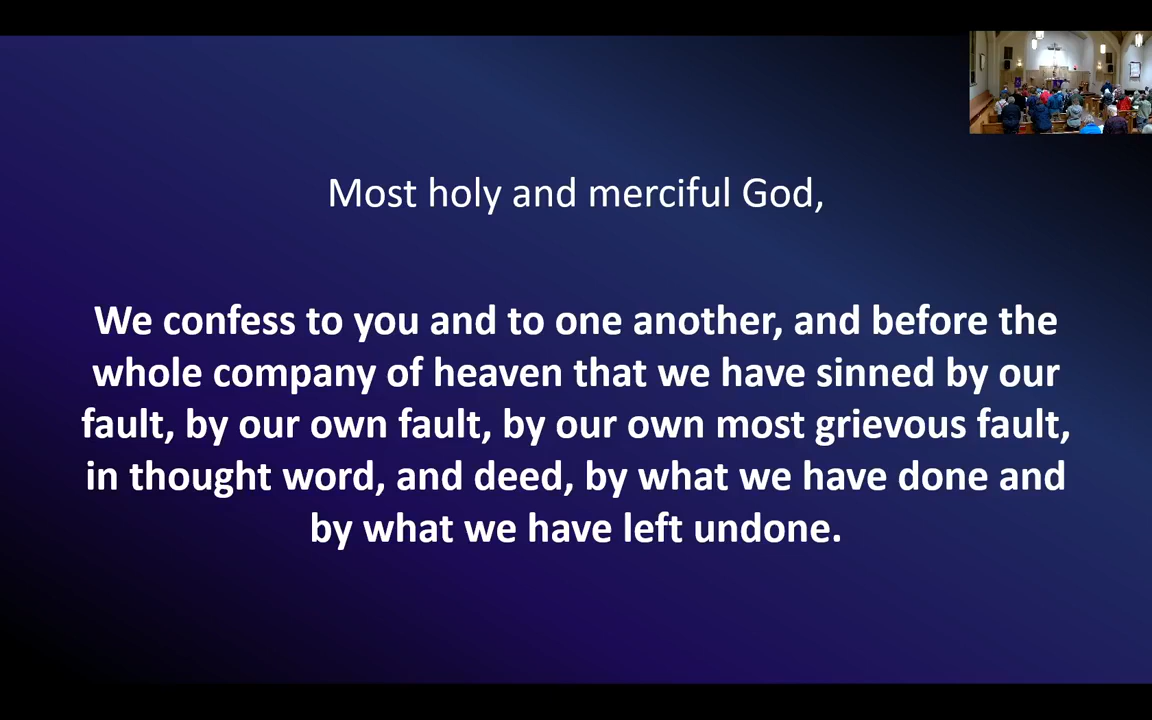 Most holy and merciful God,
We confess to you and to one another, and before the
whole company of heaven that we have sinned by our
fault, by our own fault, by our own most grievous fault,
in thought word, and deed, by what we have done and
by what we have left undone.